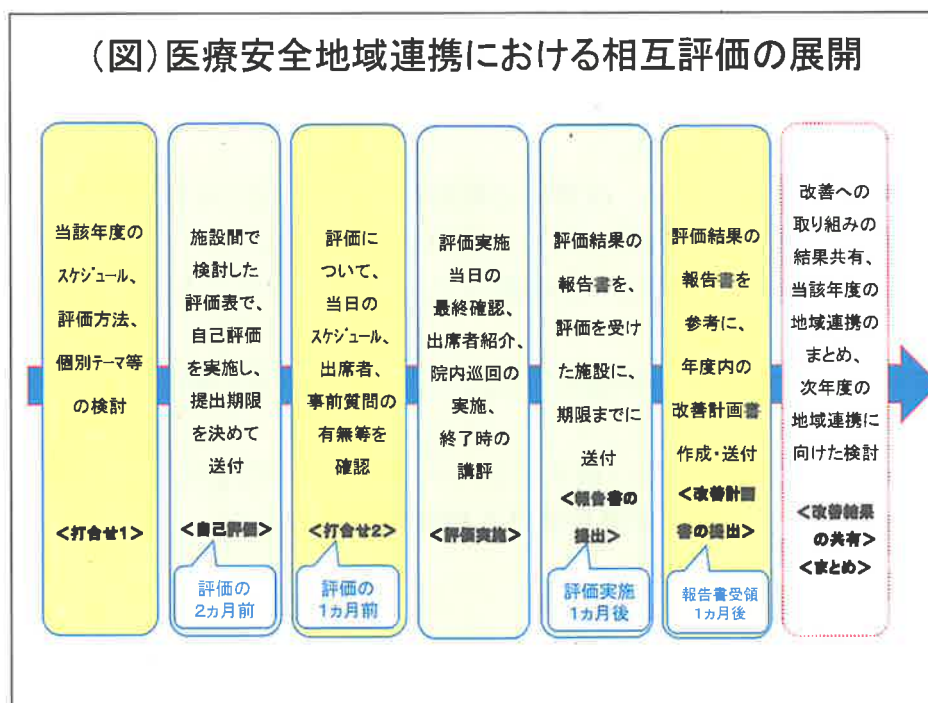 (図)医療安全地域連携における相互評価の展開
当該年度の
スケジュール、
評価方法、
個別テーマ等
の検討
<打合せ1>
施設間で
検討した
評価表で、
自己評価
を実施し、
提出期限
を決めて
送付
<自己評価>
評価の
2ヵ月前
評価に
ついて、
当日の
スケジュール、
出席者、
事前質問の
有無等を
確認
<打合せ2>
評価の
1ヵ月前
評価実施
当日の
最終確認、
出席者紹介、
院内巡回の
実施、
終了時の
講評
<評価実施>
評価結果の
報告書を、
評価を受け
た施設に、
期限までに
送付
<報告書の
提出>
評価実施
1ヵ月後
評価結果の
報告書を
参考に、
年度内の
改善計画書
作成・送付
<改善計画
書の提出>
報告書受領
1ヵ月後
改善への
取り組みの
結果共有、
当該年度の
地域連携の
まとめ、
次年度の
地域連携に
向けた検討
<改善結果
の共有>
<まとめ>